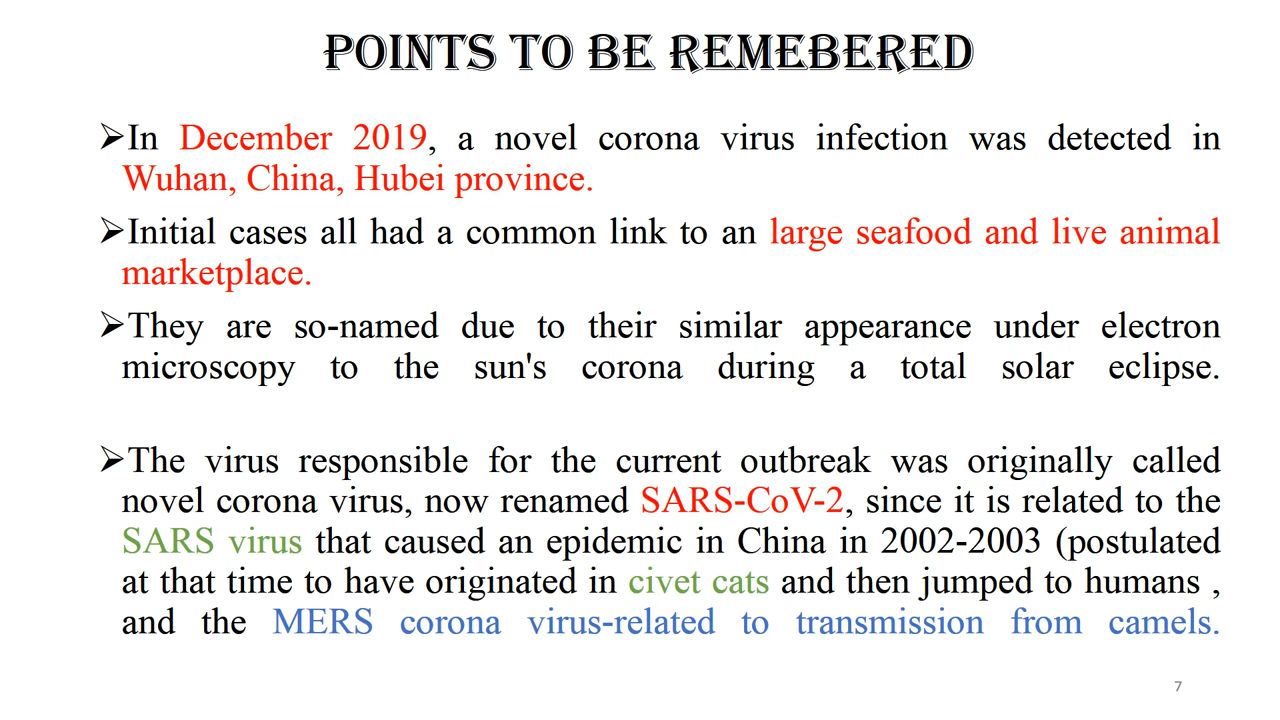 POINTS TO BE REMEBERED
➢In December 2019, a novel corona virus infection was detected in
Wuhan, China, Hubei province.
➢Initial cases all had a common link to an large seafood and live animal
marketplace.
➢They are so-named due to their similar appearance under electron
microscopy to the sun's corona during a total solar eclipse.
➢The virus responsible for the current outbreak was originally called
novel corona virus, now renamed SARS-CoV-2, since it is related to the
SARS virus that caused an epidemic in China in 2002-2003 (postulated
at that time to have originated in civet cats and then jumped to humans ,
and the MERS corona virus-related to transmission from camels.
7